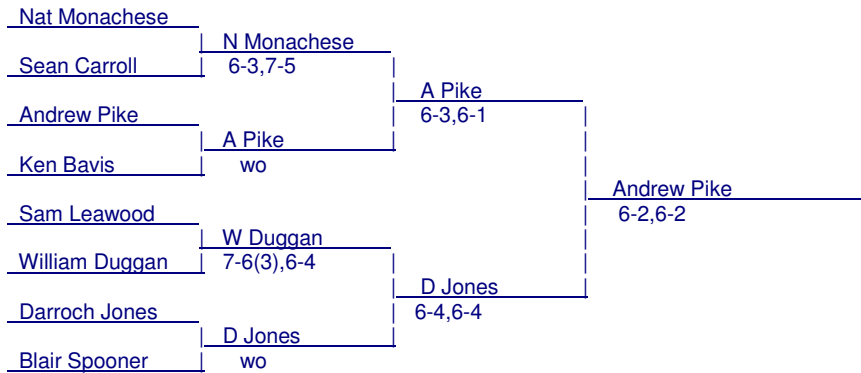 Nat Monachese
N Monachese
Sean Carroll
6-3,7-5
A Pike
Andrew Pike
6-3,6-1
A Pike
Ken Bavis
wo
Andrew Pike
Sam Leawood
6-2,6-2
W Duggan
William Duggan
7-6(3),6-4
D Jones
Darroch Jones
6-4,6-4
D Jones
Blair Spooner
wo